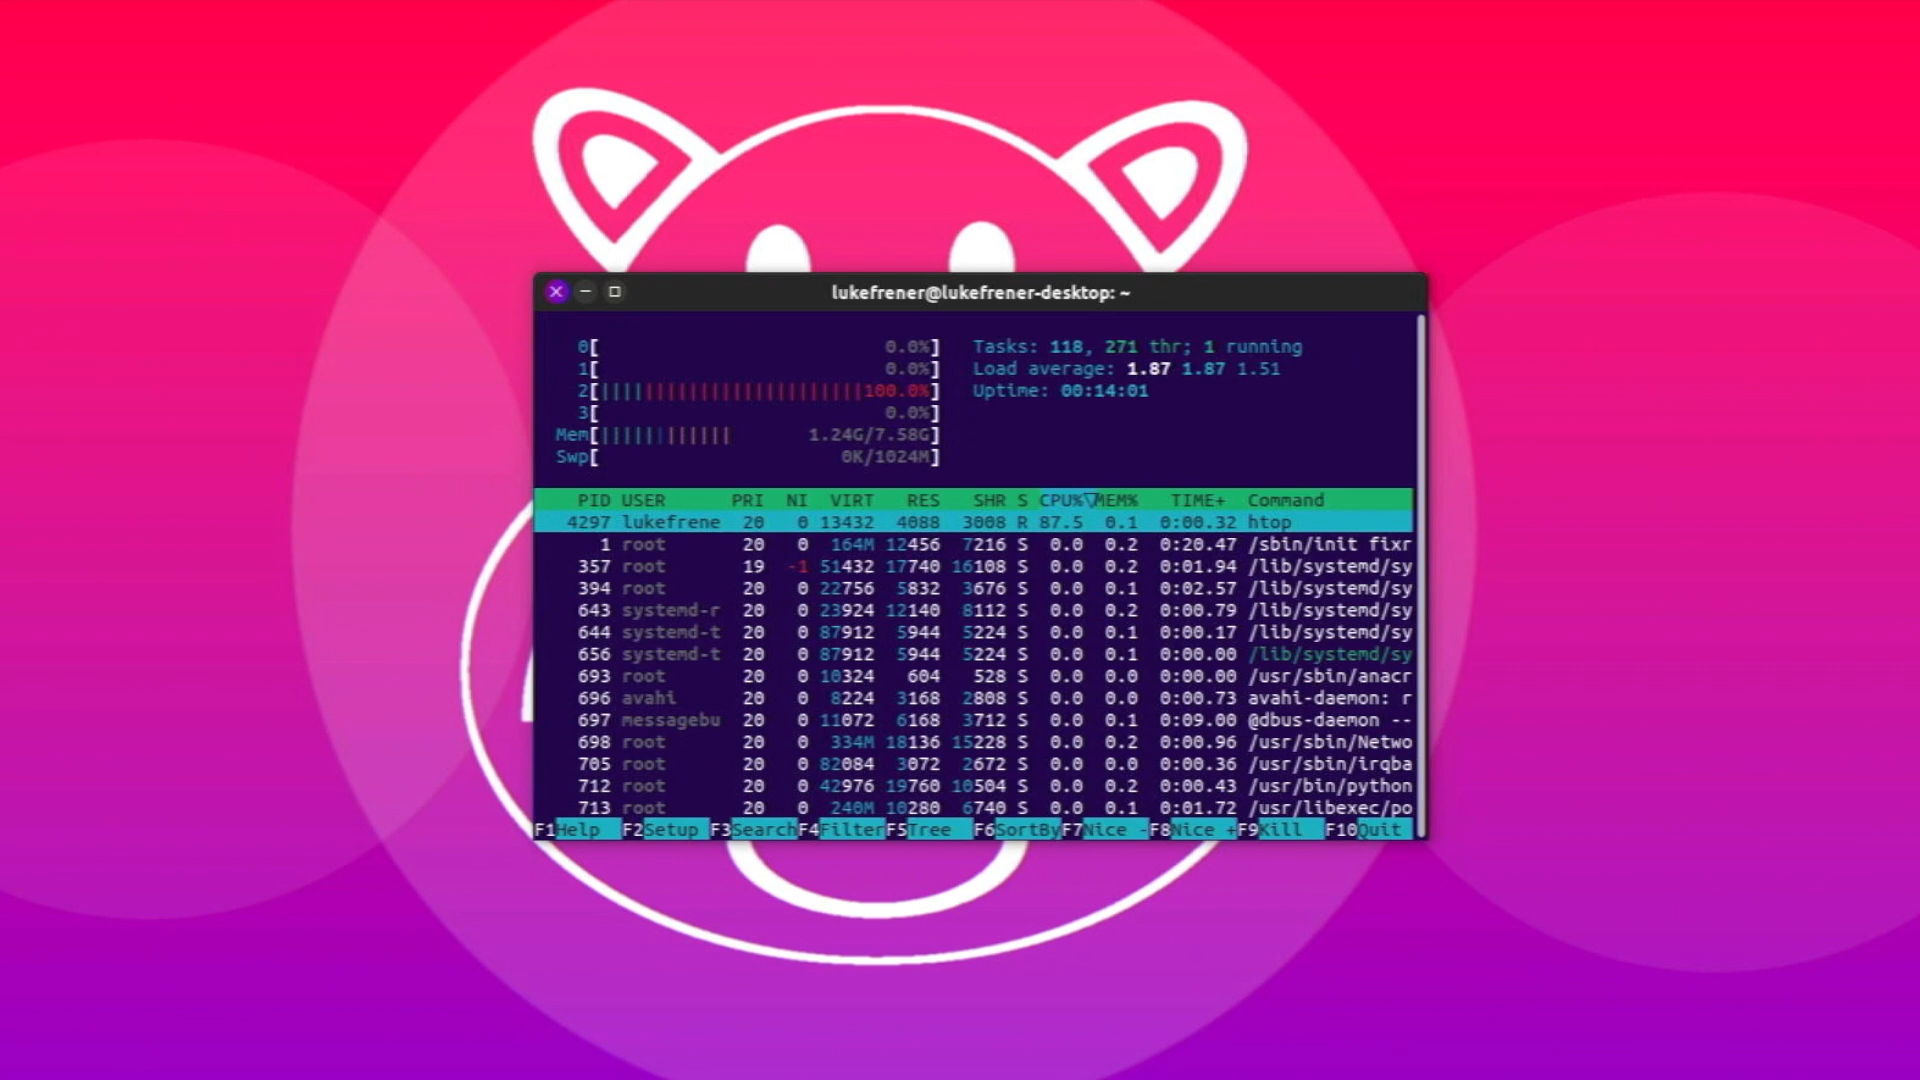 lukefrener@lukefrener-desktop: ~
0[ 0.0%] Tasks: 118, 271 thr; 1 running
1[ 0.0%] Load average: 1.87 1.87 1.51
2[||||||||||||||||||||||||100.0%] Uptime: 00:14:01
3[ 0.0%]
Mem[|||||||||||| 1.24G/7.58G]
Swp[ 0K/1024M]
PID USER PRI NI VIRT RES SHR S CPU%▽MEM% TIME+ Command
4297 lukefrene 20 0 13432 4088 3008 R 87.5 0.1 0:00.32 htop
1 root 20 0 164M 12456 7216 S 0.0 0.2 0:20.47 /sbin/init fixr
357 root 19 -1 51432 17740 16108 S 0.0 0.2 0:01.94 /lib/systemd/sy
394 root 20 0 22756 5832 3676 S 0.0 0.1 0:02.57 /lib/systemd/sy
643 systemd-r 20 0 23924 12140 8112 S 0.0 0.2 0:00.79 /lib/systemd/sy
644 systemd-t 20 0 87912 5944 5224 S 0.0 0.1 0:00.17 /lib/systemd/sy
656 systemd-t 20 0 87912 5944 5224 S 0.0 0.1 0:00.00 /lib/systemd/sy
693 root 20 0 10324 604 528 S 0.0 0.0 0:00.00 /usr/sbin/anacr
696 avahi 20 0 8224 3168 2808 S 0.0 0.0 0:00.73 avahi-daemon: r
697 messagebu 20 0 11072 6168 3712 S 0.0 0.1 0:09.00 @dbus-daemon --
698 root 20 0 334M 18136 15228 S 0.0 0.2 0:00.96 /usr/sbin/Netwo
705 root 20 0 82084 3072 2672 S 0.0 0.0 0:00.36 /usr/sbin/irqba
712 root 20 0 42976 19760 10504 S 0.0 0.2 0:00.43 /usr/bin/python
713 root 20 0 240M 10280 6740 S 0.0 0.1 0:01.72 /usr/libexec/po
F1Help F2Setup F3SearchF4FilterF5Tree F6SortByF7Nice -F8Nice +F9Kill F10Quit